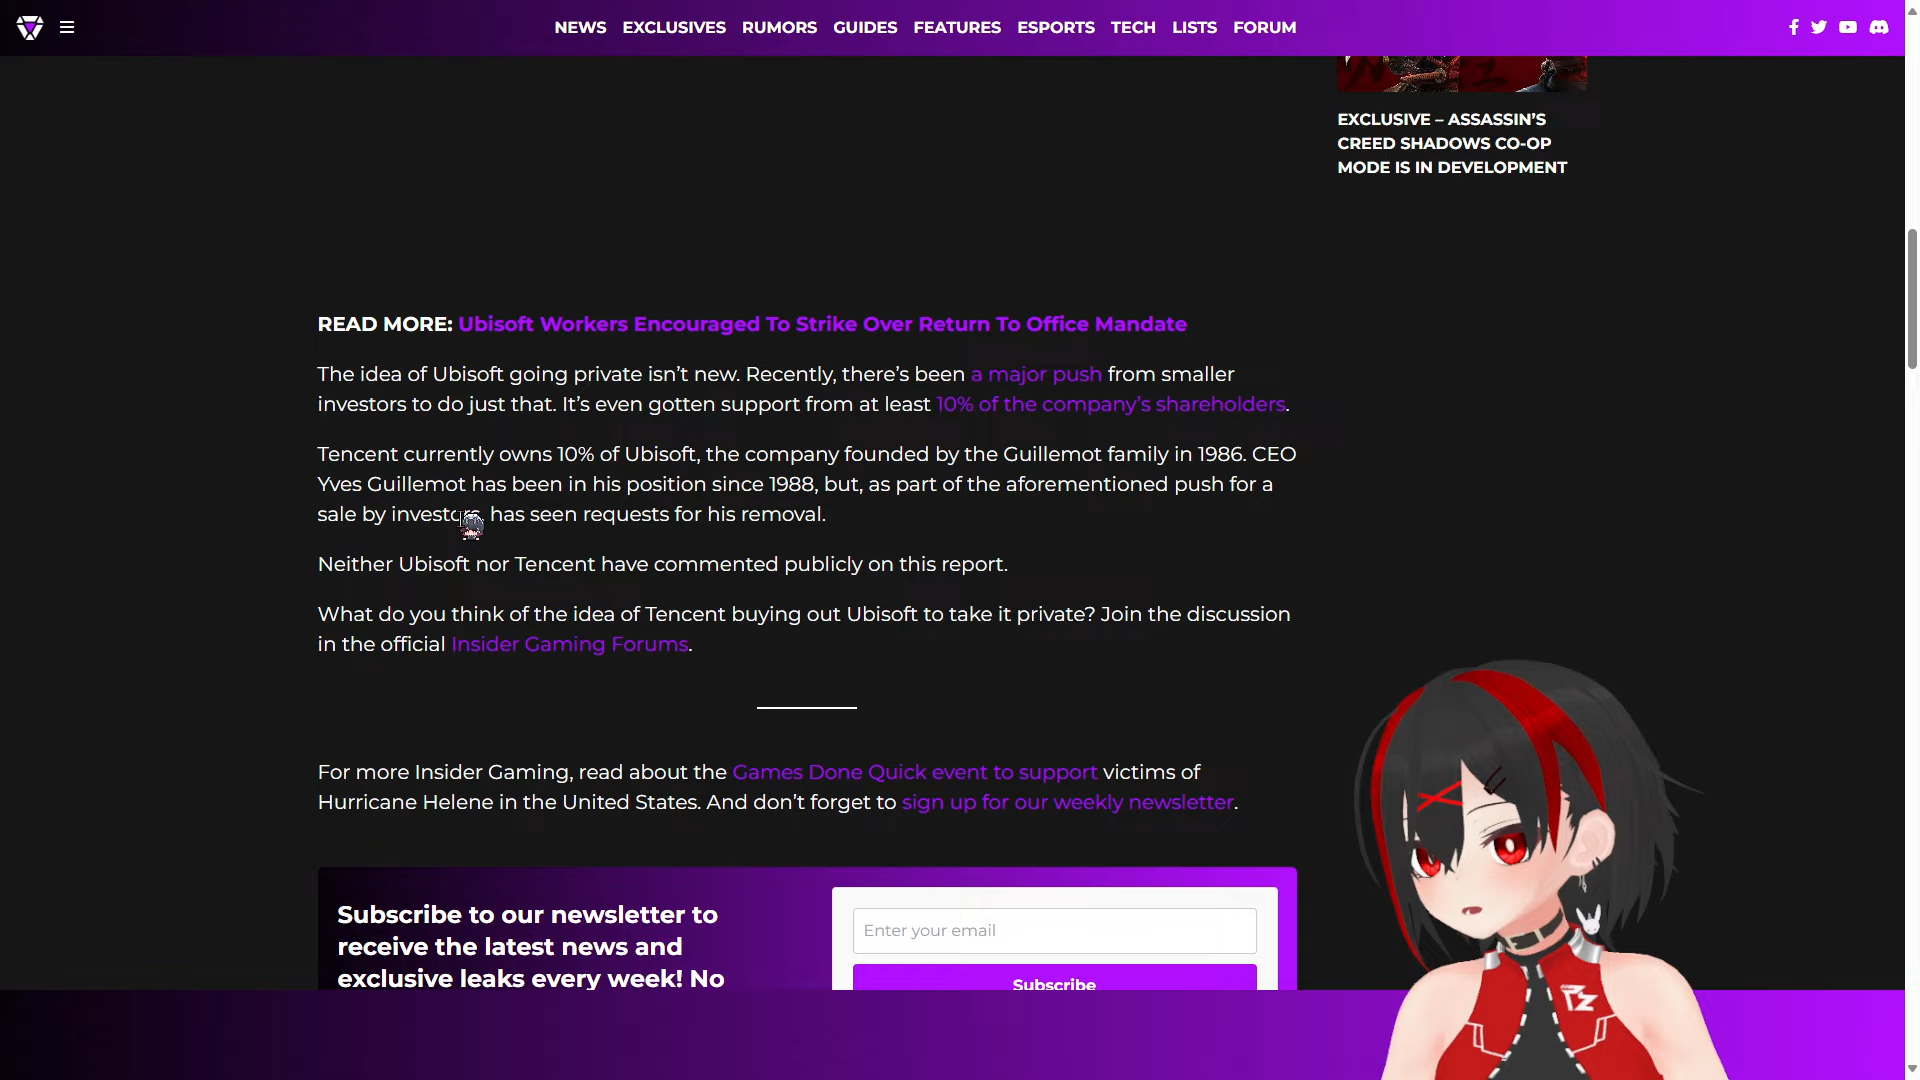 NEWS EXCLUSIVES RUMORS GUIDES FEATURES ESPORTS TECH LISTS FORUM
EXCLUSIVE – ASSASSIN'S
CREED SHADOWS CO-OP
MODE IS IN DEVELOPMENT
READ MORE: Ubisoft Workers Encouraged To Strike Over Return To Office Mandate
The idea of Ubisoft going private isn't new. Recently, there's been a major push from smaller
investors to do just that. It's even gotten support from at least 10% of the company's shareholders.
Tencent currently owns 10% of Ubisoft, the company founded by the Guillemot family in 1986. CEO
Yves Guillemot has been in his position since 1988, but, as part of the aforementioned push for a
sale by investors, has seen requests for his removal.
Neither Ubisoft nor Tencent have commented publicly on this report.
What do you think of the idea of Tencent buying out Ubisoft to take it private? Join the discussion
in the official Insider Gaming Forums.
For more Insider Gaming, read about the Games Done Quick event to support victims of
Hurricane Helene in the United States. And don't forget to sign up for our weekly newsletter.
Subscribe to our newsletter to
receive the latest news and
exclusive leaks every week! No
Enter your email
Subscribe